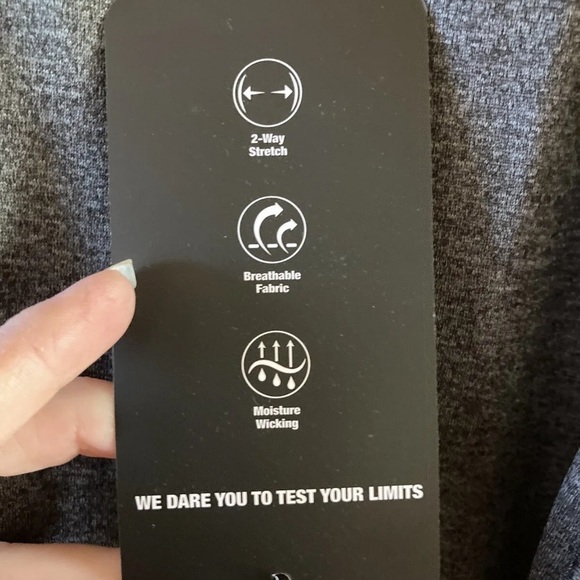 2-Way
Stretch
Breathable
Fabric
Moisture
Wicking
WE DARE YOU TO TEST YOUR LIMITS